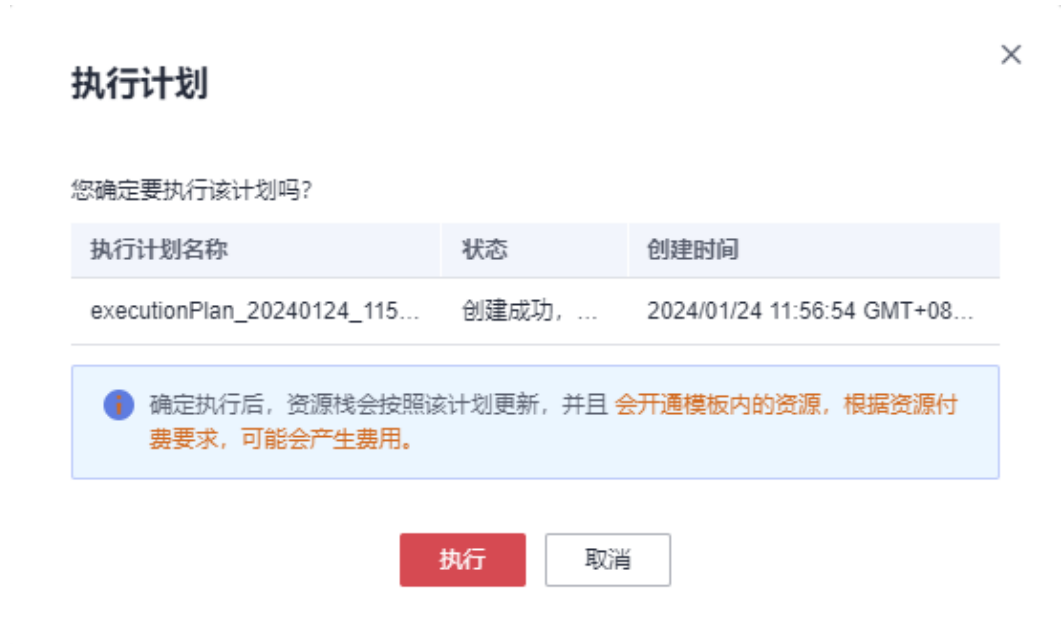 执行计划
您确定要执行该计划吗?
执行计划名称 状态 创建时间
executionPlan_20240124_115... 创建成功，... 2024/01/24 11:56:54 GMT+08...
确定执行后，资源栈会按照该计划更新，并且 会开通模板内的资源，根据资源付
费要求，可能会产生费用。
执行 取消